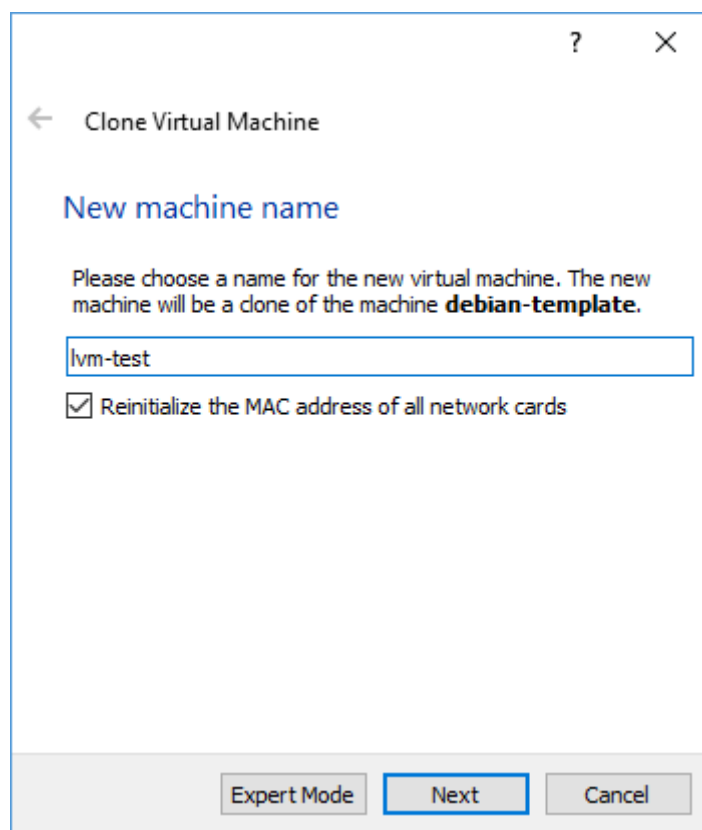 ?
Clone Virtual Machine
New machine name
Please choose a name for the new virtual machine. The new
machine will be a clone of the machine debian-template.
lvm-test
Reinitialize the MAC address of all network cards
Expert Mode Next Cancel